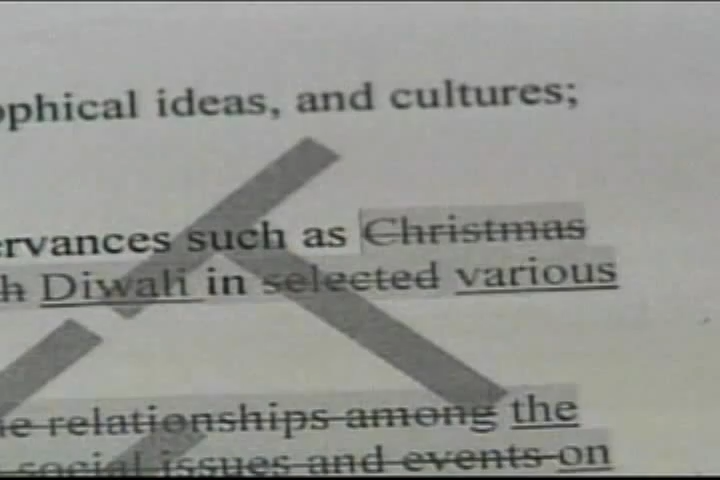 ophical ideas, and cultures;
ervances such as Christmas
h Diwali in selected various
e relationships among the
social issues and events on